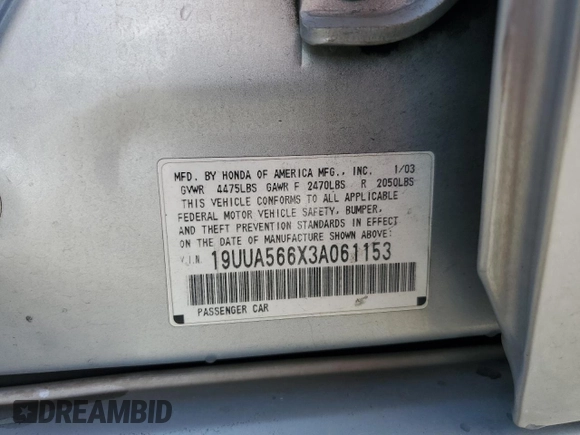 MFD. BY HONDA OF AMERICA MFG., INC. 1/03
GVWR 4475LBS GAWR F 2470LBS R 2050LBS
THIS VEHICLE CONFORMS TO ALL APPLICABLE
FEDERAL MOTOR VEHICLE SAFETY, BUMPER,
AND THEFT PREVENTION STANDARDS IN EFFECT
ON THE DATE OF MANUFACTURE SHOWN ABOVE.
V.I.N. 19UUA566X3A061153
PASSENGER CAR
DREAMBID